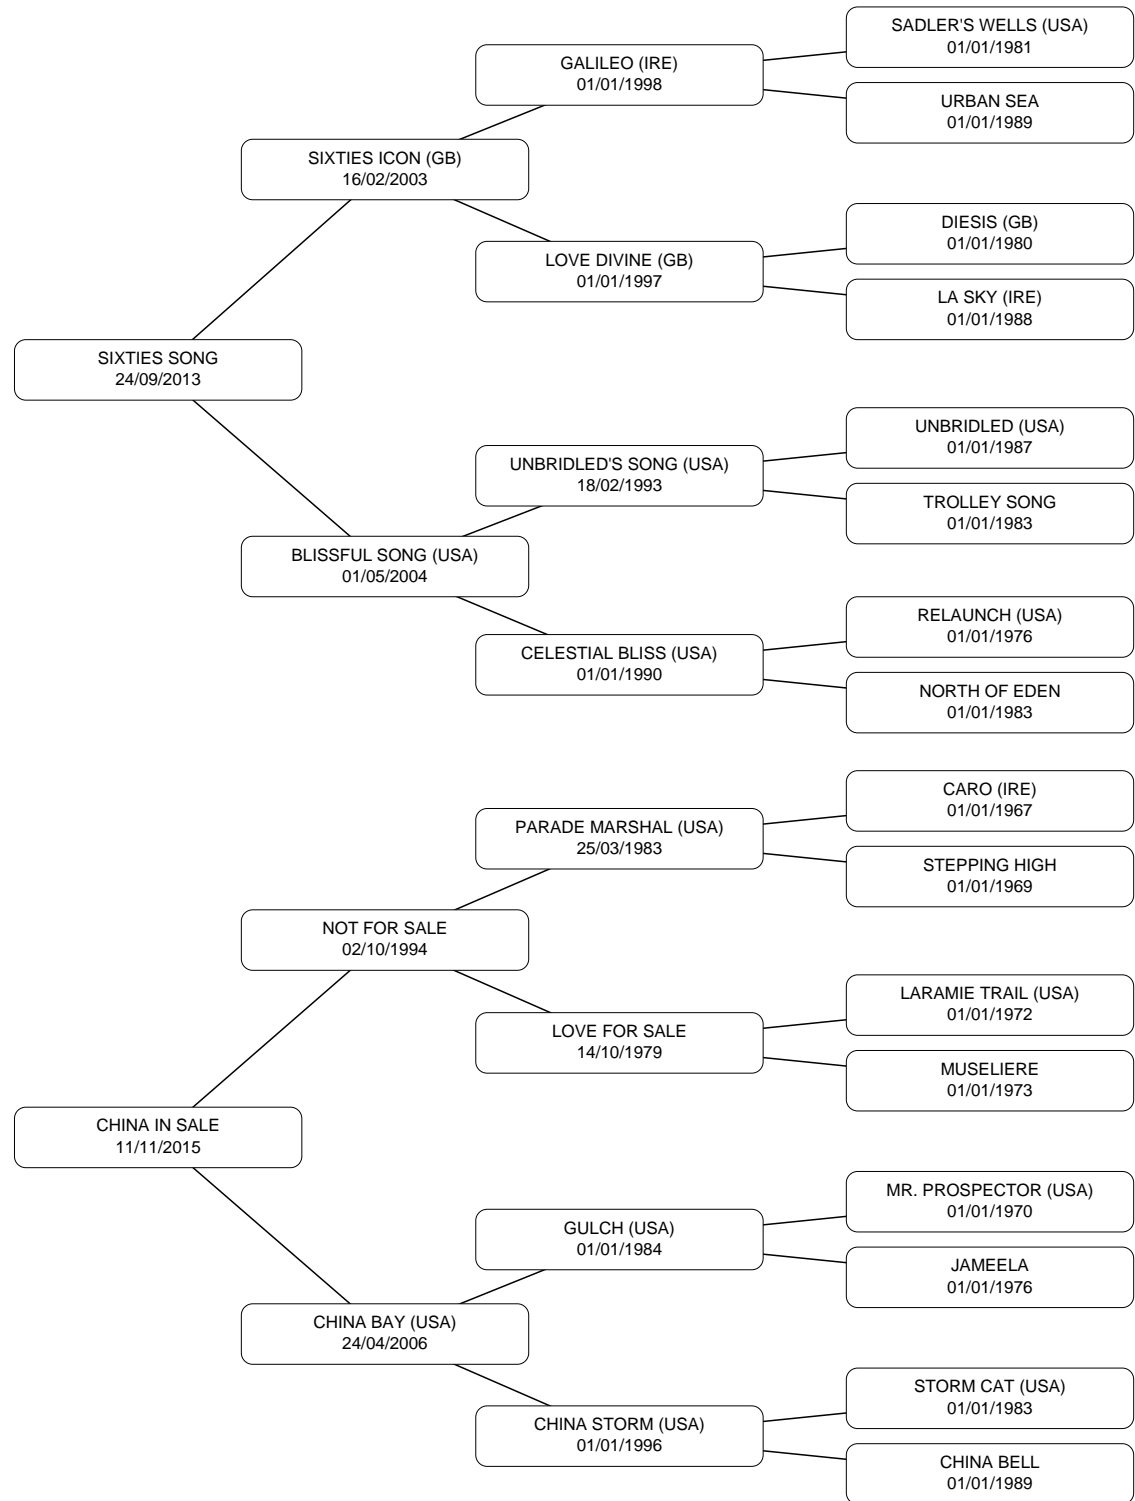 SADLER'S WELLS (USA)
01/01/1981
GALILEO (IRE)
01/01/1998
URBAN SEA
01/01/1989
SIXTIES ICON (GB)
16/02/2003
DIESIS (GB)
01/01/1980
LOVE DIVINE (GB)
01/01/1997
LA SKY (IRE)
01/01/1988
SIXTIES SONG
24/09/2013
UNBRIDLED (USA)
01/01/1987
UNBRIDLED'S SONG (USA)
18/02/1993
TROLLEY SONG
01/01/1983
BLISSFUL SONG (USA)
01/05/2004
RELAUNCH (USA)
01/01/1976
CELESTIAL BLISS (USA)
01/01/1990
NORTH OF EDEN
01/01/1983
CARO (IRE)
01/01/1967
PARADE MARSHAL (USA)
25/03/1983
STEPPING HIGH
01/01/1969
NOT FOR SALE
02/10/1994
LARAMIE TRAIL (USA)
01/01/1972
LOVE FOR SALE
14/10/1979
MUSELIERE
01/01/1973
CHINA IN SALE
11/11/2015
MR. PROSPECTOR (USA)
01/01/1970
GULCH (USA)
01/01/1984
JAMEELA
01/01/1976
CHINA BAY (USA)
24/04/2006
STORM CAT (USA)
01/01/1983
CHINA STORM (USA)
01/01/1996
CHINA BELL
01/01/1989